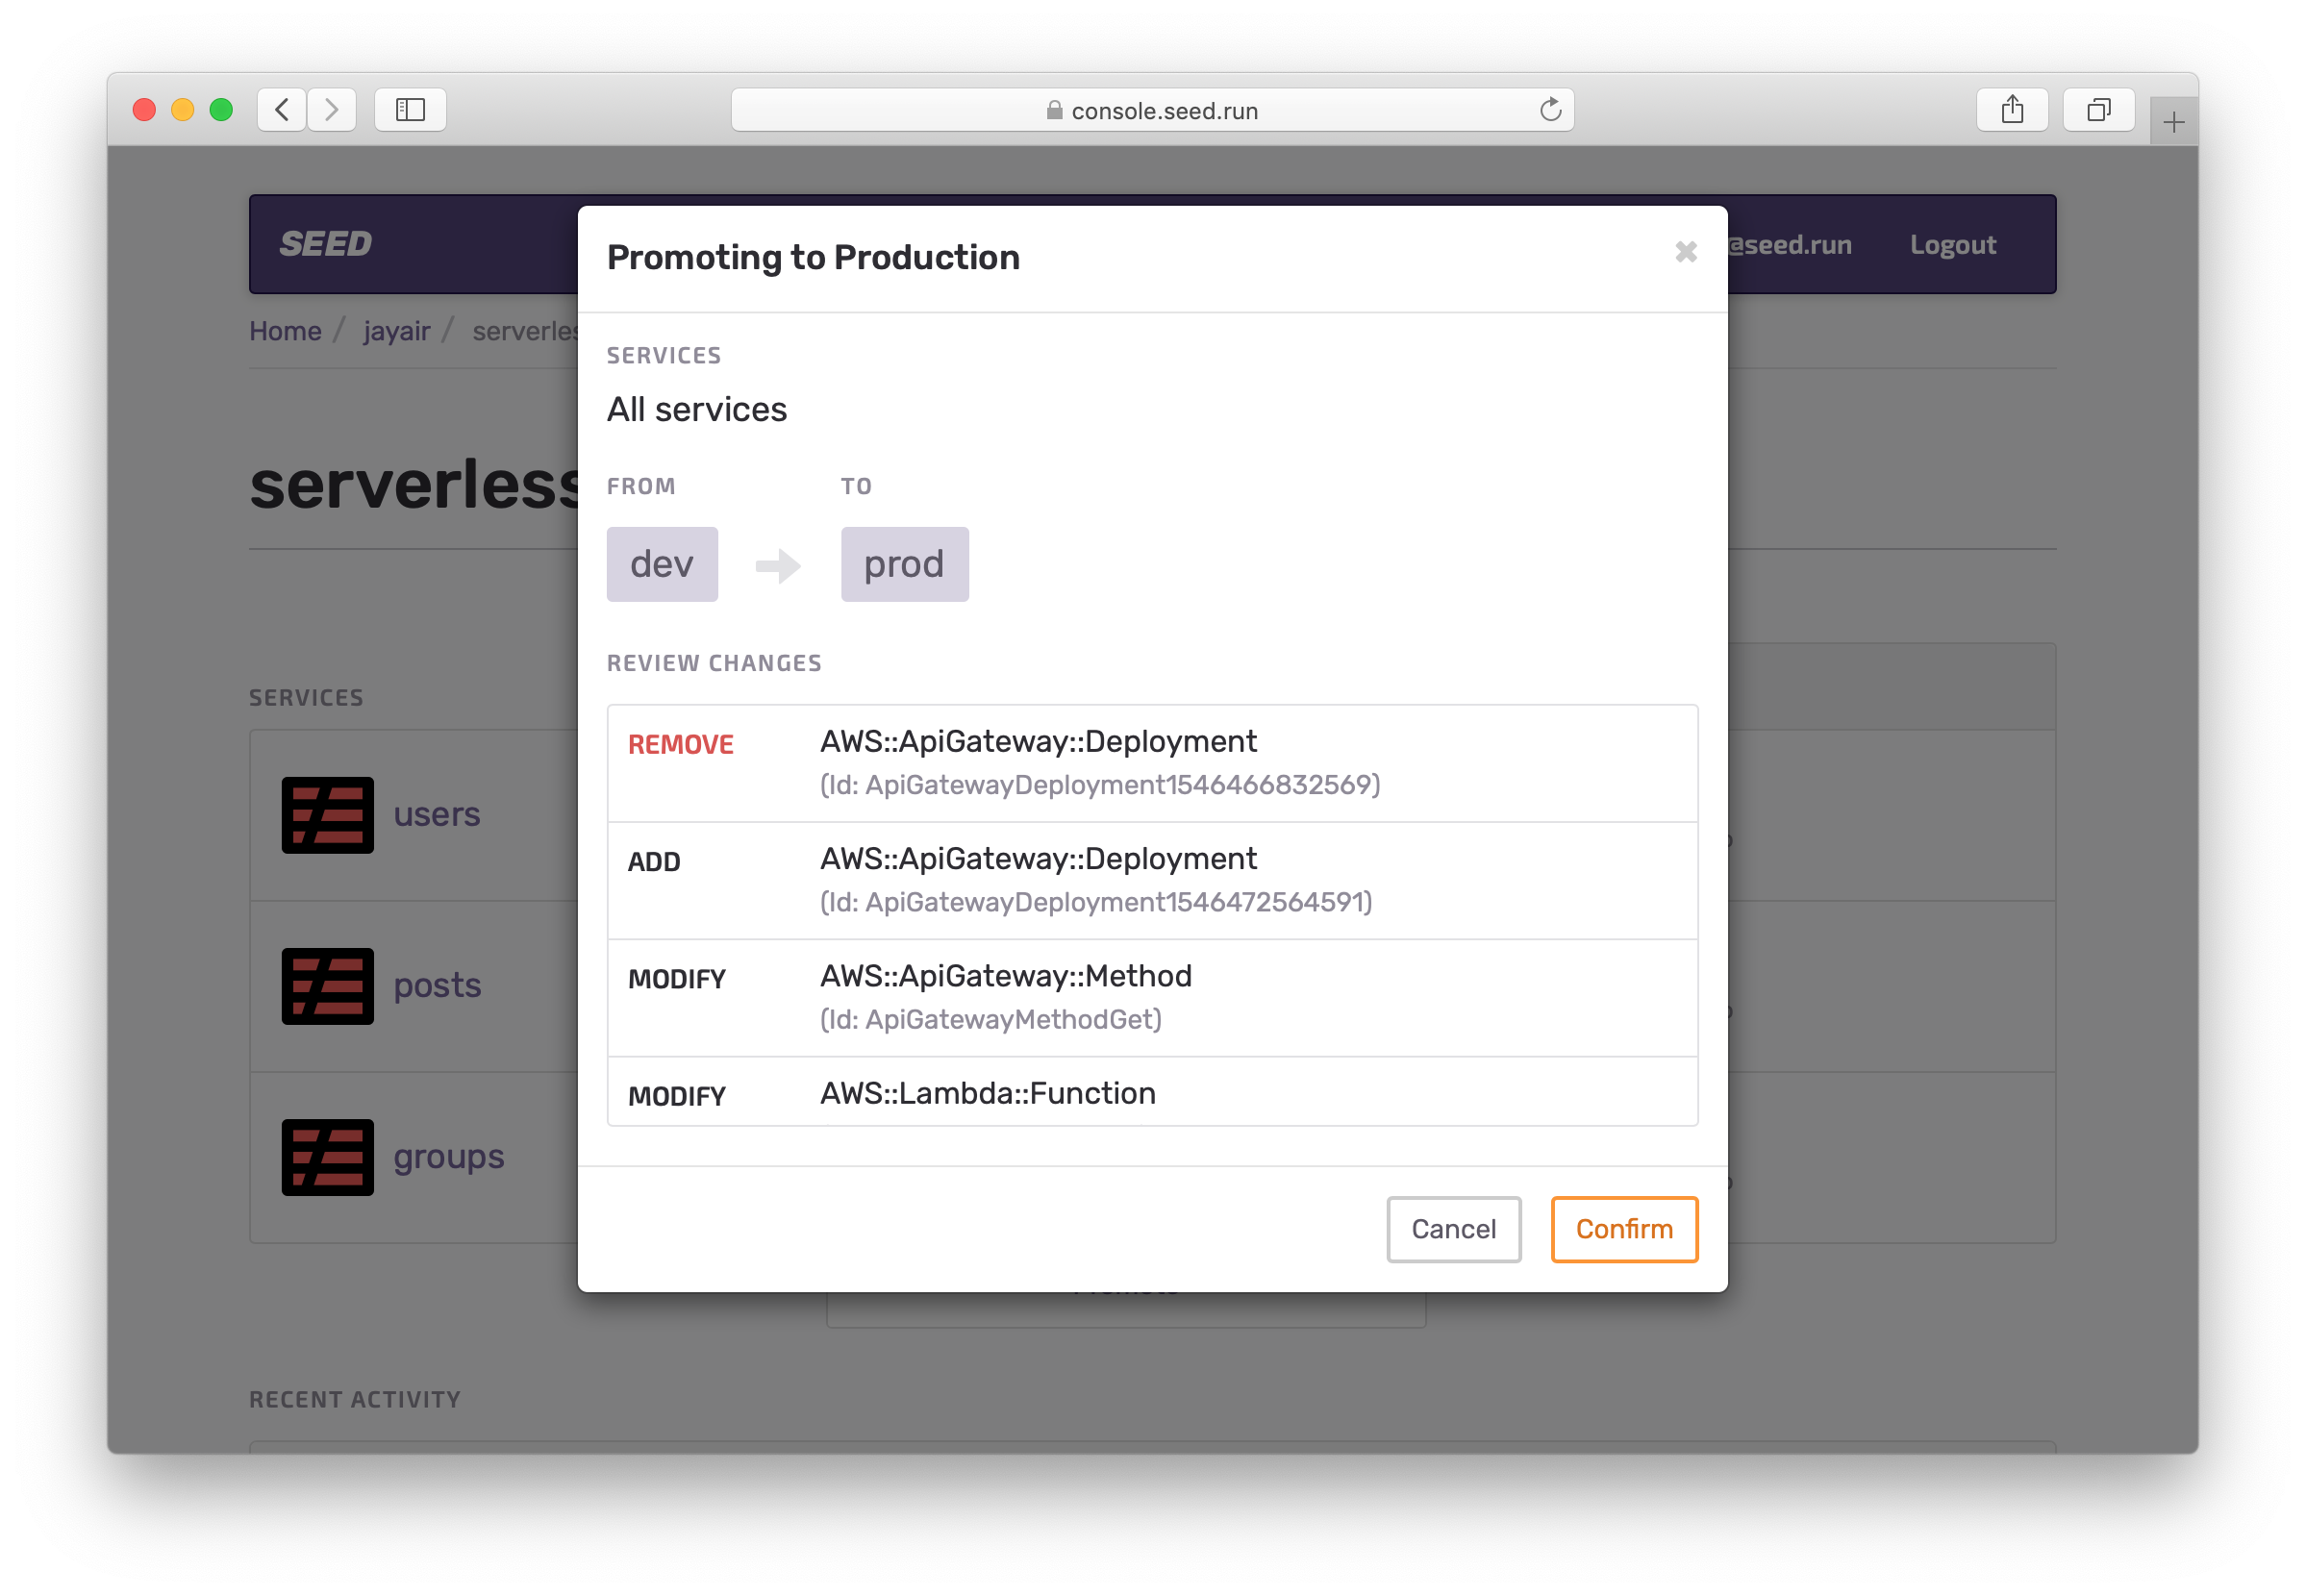 console.seed.run
SEED
@seed.run
Logout
Home / jayair /
serverless
SERVICES
users
posts
groups
RECENT ACTIVITY
Promoting to Production
SERVICES
All services
FROM
TO
dev
prod
REVIEW CHANGES
REMOVE
AWS::ApiGateway::Deployment
(Id: ApiGatewayDeployment1546466832569)
ADD
AWS::ApiGateway::Deployment
(Id: ApiGatewayDeployment1546472564591)
MODIFY
AWS::ApiGateway::Method
(Id: ApiGatewayMethodGet)
MODIFY
AWS::Lambda::Function
Cancel
Confirm